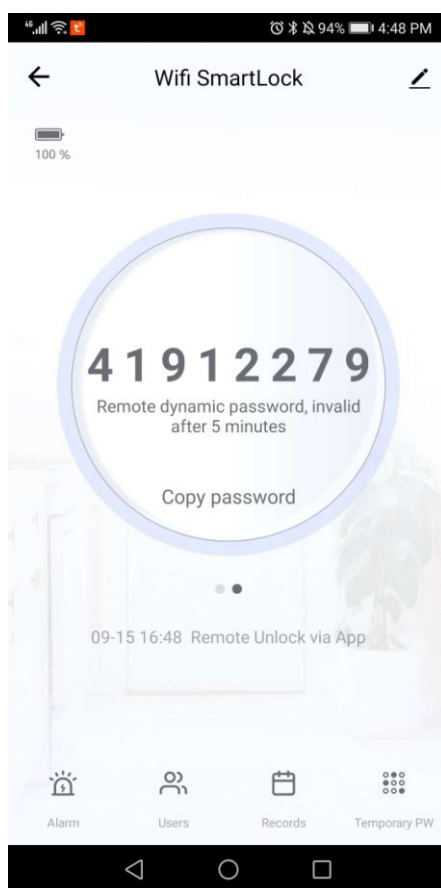 46
94% 4:48 PM
Wifi SmartLock
100 %
41912279
Remote dynamic password, invalid
after 5 minutes
Copy password
09-15 16:48 Remote Unlock via App
Alarm Users Records Temporary PW